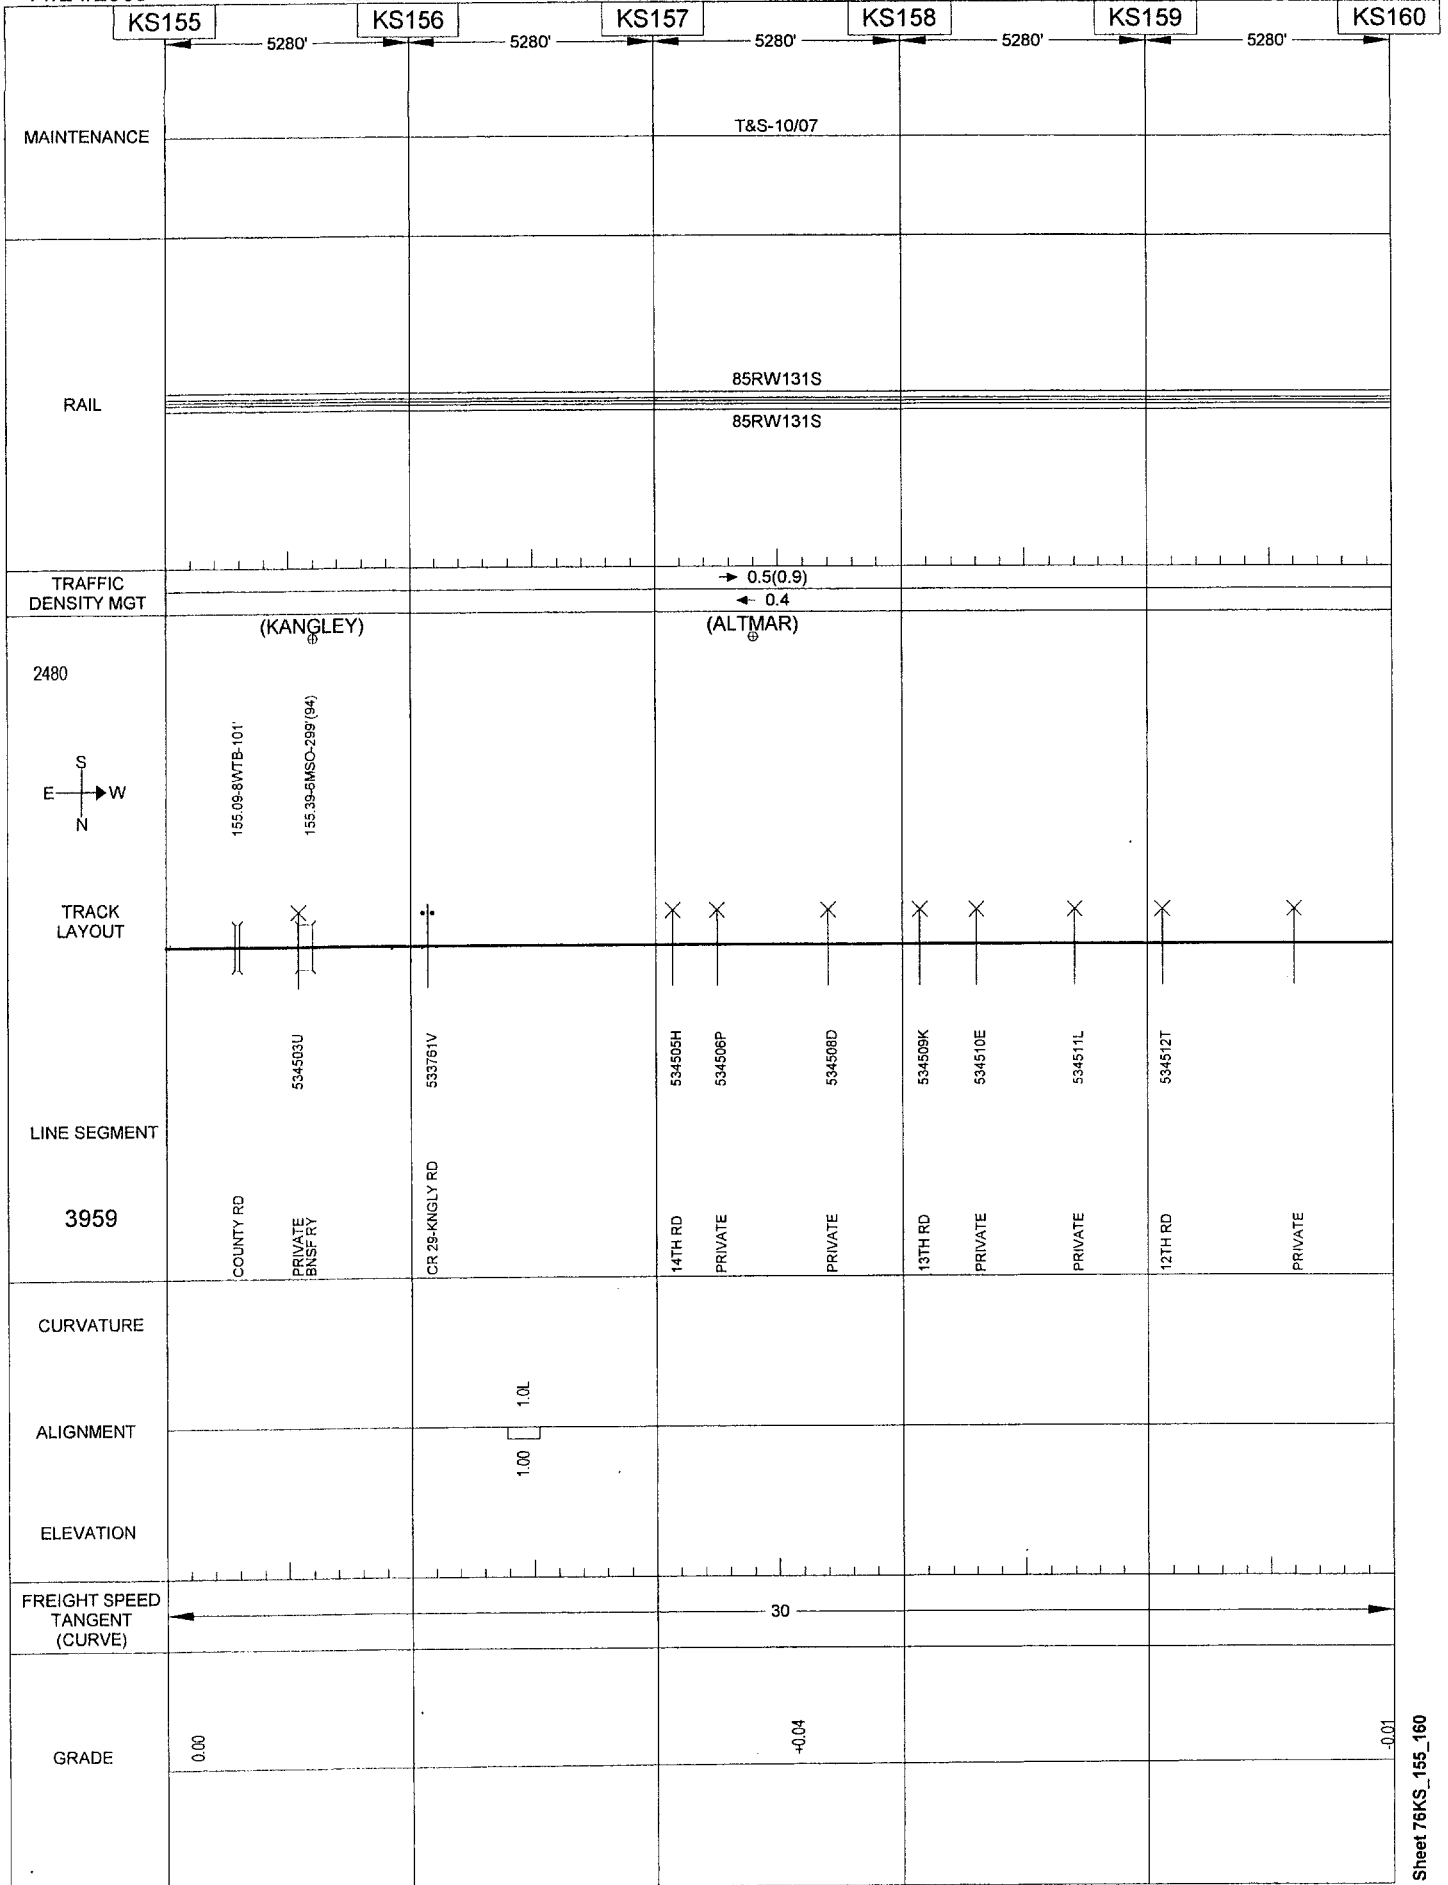 KS155 KS156 KS157 KS158 KS159 KS160
5280' 5280' 5280' 5280' 5280'
MAINTENANCE
T&S-10/07
RAIL
85RW131S
85RW131S
TRAFFIC
DENSITY MGT
0.5(0.9)
0.4
(KANGLEY)
(ALTMAR)
2480
S
E W
N
155.09-8WTB-101'
155.39-6MSO-299'(94)
TRACK
LAYOUT
534503U
533761V
534505H
534506P
534508D
534509K
534510E
534511L
534512T
LINE SEGMENT
3959
COUNTY RD
PRIVATE
BNSF RY
CR 29-KNGLY RD
14TH RD
PRIVATE
PRIVATE
13TH RD
PRIVATE
PRIVATE
12TH RD
PRIVATE
CURVATURE
1.0L
ALIGNMENT
1.00
ELEVATION
FREIGHT SPEED
TANGENT
(CURVE)
30
GRADE
0.00
+0.04
-0.01
Sheet 76KS_155_160